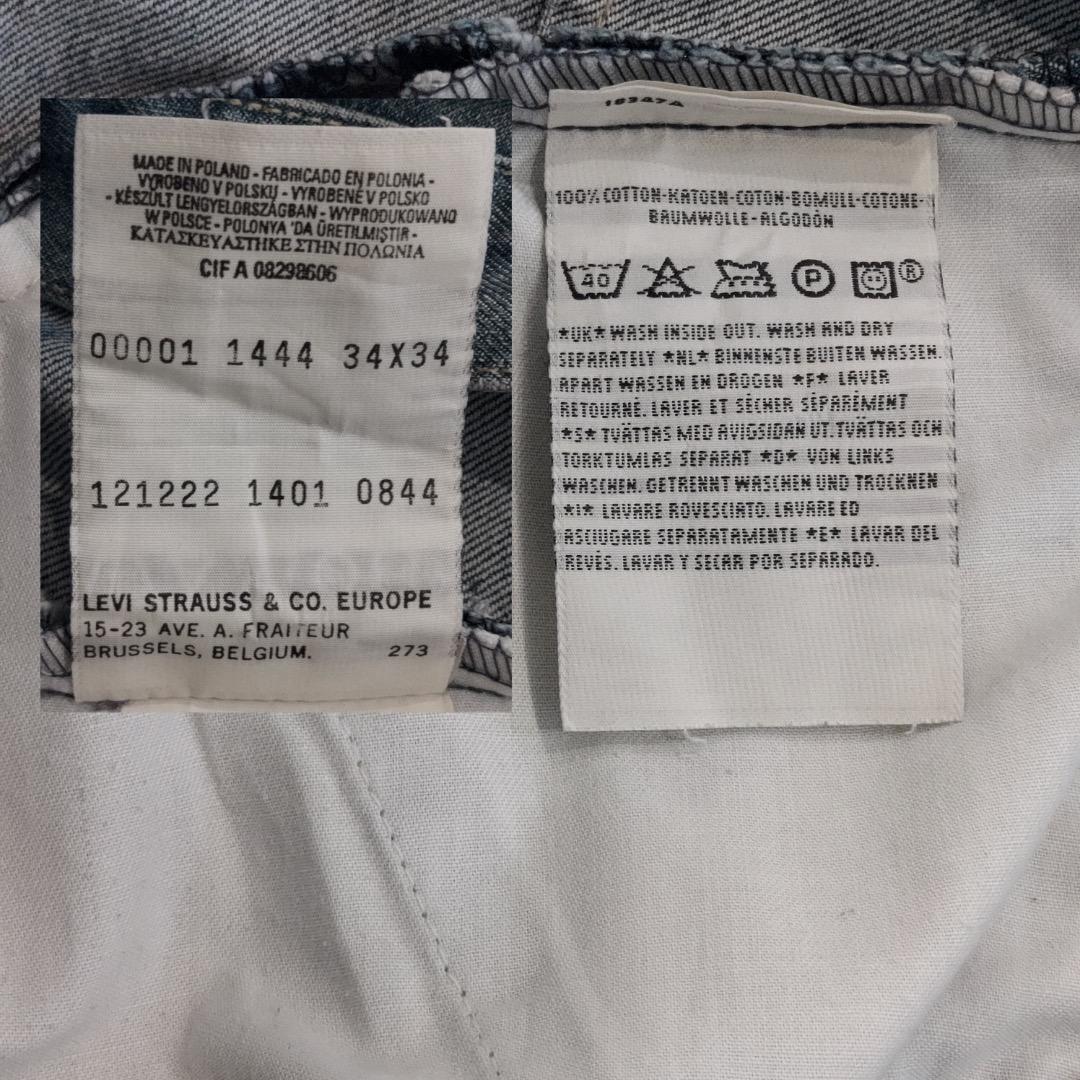 MADE IN POLAND - FABRICADO EN POLONIA -
VYROBENO V POLSKU - VYROBENÉ V POĽSKO
- KÉSZÜLT LENGYELORSZÁGBAN - WYPRODUKOWANO
W POLSCE - POLONYA 'DA ÜRETILMIŞTIR -
ΚΑΤΑΣΚΕΥΑΣΤΗΚΕ ΣΤΗΝ ΠΟΛΩΝΙΑ
CIF A 08298606
00001 1444 34X34
121222 1401 0844
LEVI STRAUSS & CO. EUROPE
15-23 AVE. A. FRAITEUR
BRUSSELS, BELGIUM. 273
100% COTTON-KATOEN-COTON-BOMULL-COTONE-
BAUMWOLLE-ALGODÓN
40 P ®
*UK* WASH INSIDE OUT. WASH AND DRY
SEPARATELY *NL* BINNENSTE BUITEN WASSEN.
APART WASSEN EN DROGEN *F* LAVER
RETOURNÉ. LAVER ET SÉCHER SÉPARÉMENT
*S* TVÄTTAS MED AVIGSIDAN UT.TVÄTTAS OCH
TORKTUMLAS SEPARAT *D* VON LINKS
WASCHEN. GETRENNT WASCHEN UND TROCKNEN
*I* LAVARE ROVESCIATO. LAVARE ED
ASCIUGARE SEPARATAMENTE *E* LAVAR DEL
REVÉS. LAVAR Y SECAR POR SEPARADO.